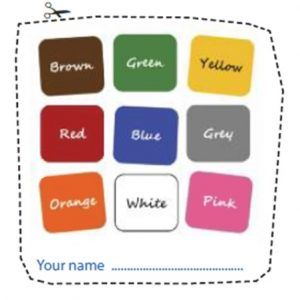 Brown Green Yellow
Red Blue Grey
Orange White Pink
Your name ................................................